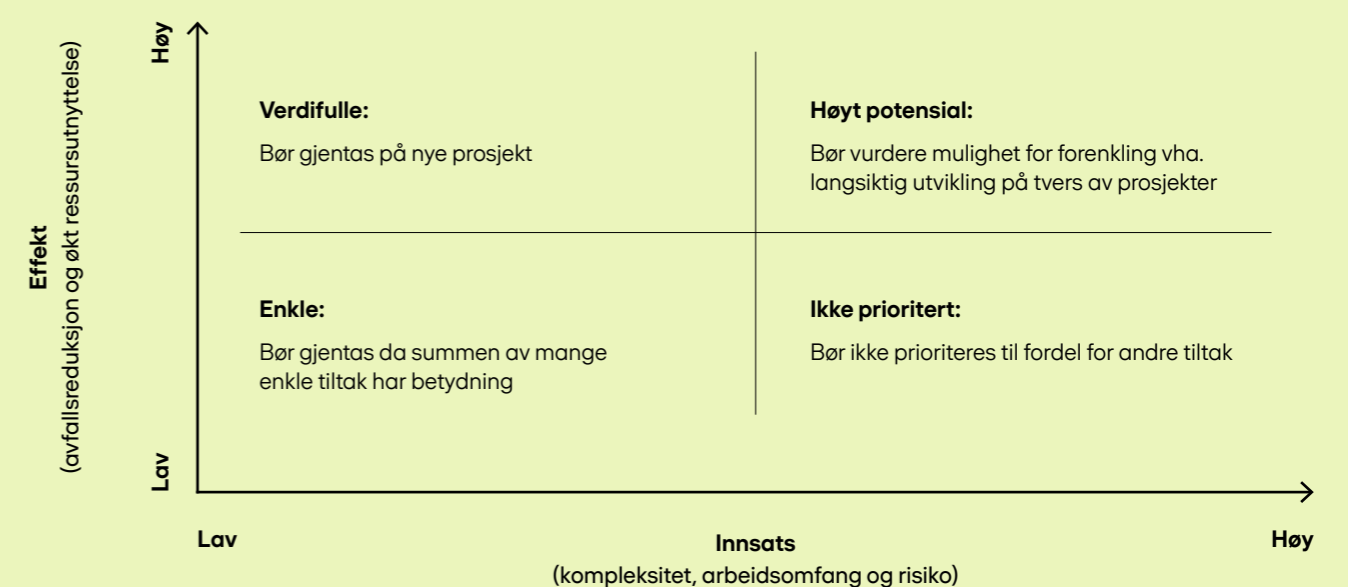 Effekt
(avfallsreduksjon og økt ressursutnyttelse)
Høy
Verdifulle:
Bør gjentas på nye prosjekt
Høyt potensial:
Bør vurdere mulighet for forenkling vha.
langsiktig utvikling på tvers av prosjekter
Enkle:
Bør gjentas da summen av mange
enkle tiltak har betydning
Ikke prioritert:
Bør ikke prioriteres til fordel for andre tiltak
Lav
Lav
Innsats
(kompleksitet, arbeidsomfang og risiko)
Høy